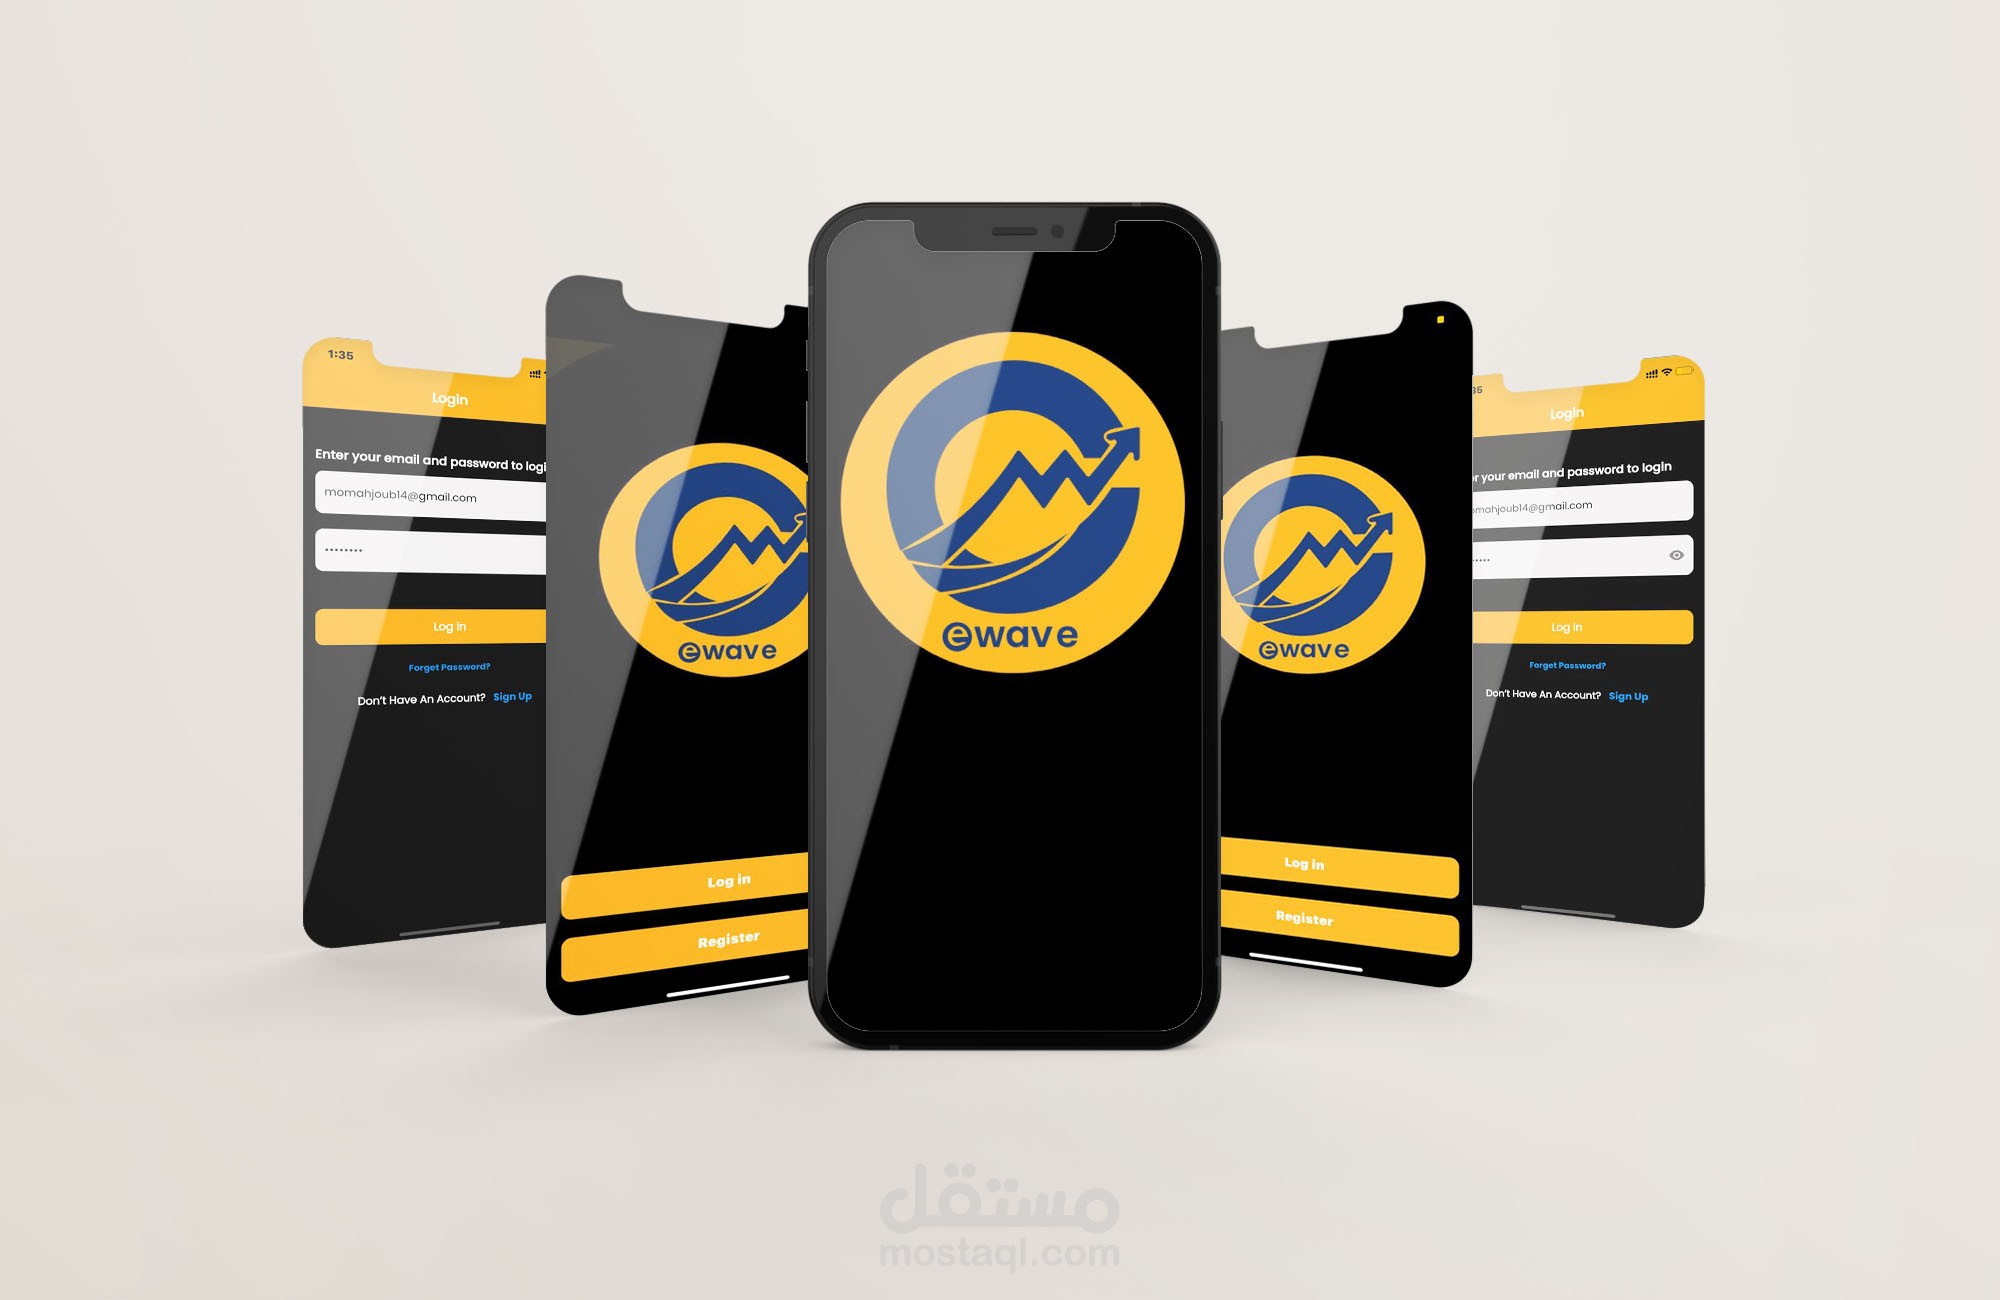 1:35
Login
Enter your email and password to logi
momahjoub14@gmail.com
••••••••
Log in
Forget Password?
Don't Have An Account? Sign Up
ewave
Log in
Register
ewave
ewave
Log in
Register
35
Login
your email and password to login
mahjoub14@gmail.com
Log in
Forget Password?
Don't Have An Account? Sign Up
مستقل
mostaql.com